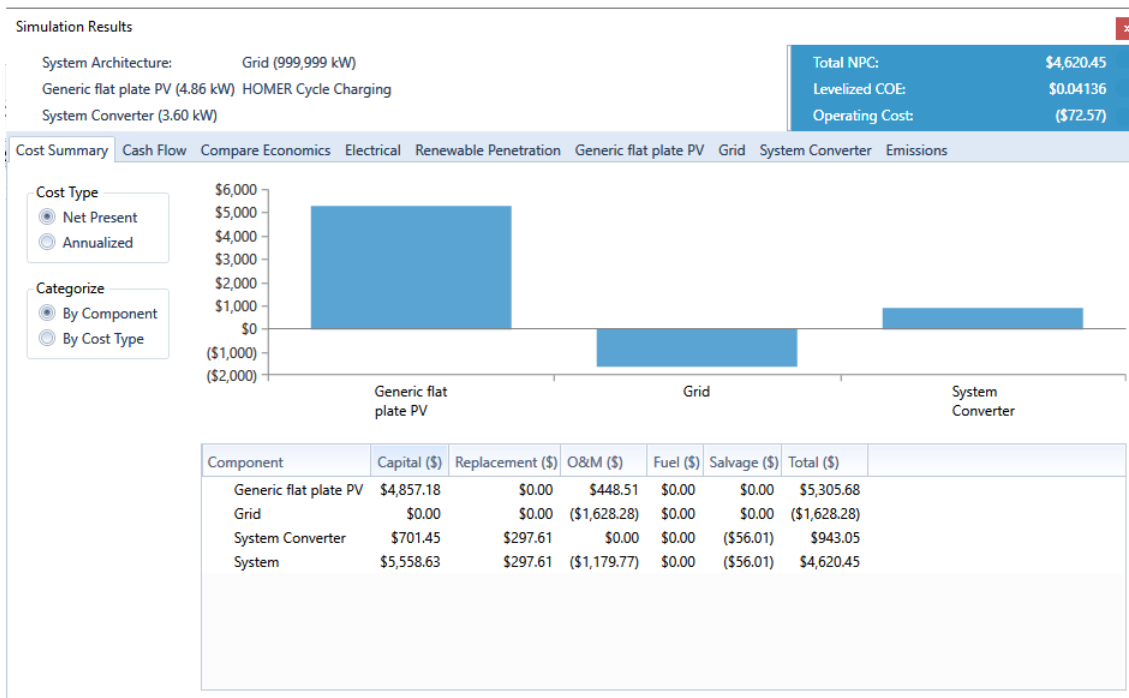 Simulation Results
System Architecture: Grid (999,999 kW)
Generic flat plate PV (4.86 kW) HOMER Cycle Charging
System Converter (3.60 kW)
Total NPC: $4,620.45
Levelized COE: $0.04136
Operating Cost: ($72.57)
Cost Summary Cash Flow Compare Economics Electrical Renewable Penetration Generic flat plate PV Grid System Converter Emissions
Cost Type
Net Present
Annualized
Categorize
By Component
By Cost Type
$6,000
$5,000
$4,000
$3,000
$2,000
$1,000
$0
($1,000)
($2,000)
Generic flat
plate PV
Grid
System
Converter
Component Capital ($) Replacement ($) O&M ($) Fuel ($) Salvage ($) Total ($)
Generic flat plate PV $4,857.18 $0.00 $448.51 $0.00 $0.00 $5,305.68
Grid $0.00 $0.00 ($1,628.28) $0.00 $0.00 ($1,628.28)
System Converter $701.45 $297.61 $0.00 $0.00 ($56.01) $943.05
System $5,558.63 $297.61 ($1,179.77) $0.00 ($56.01) $4,620.45